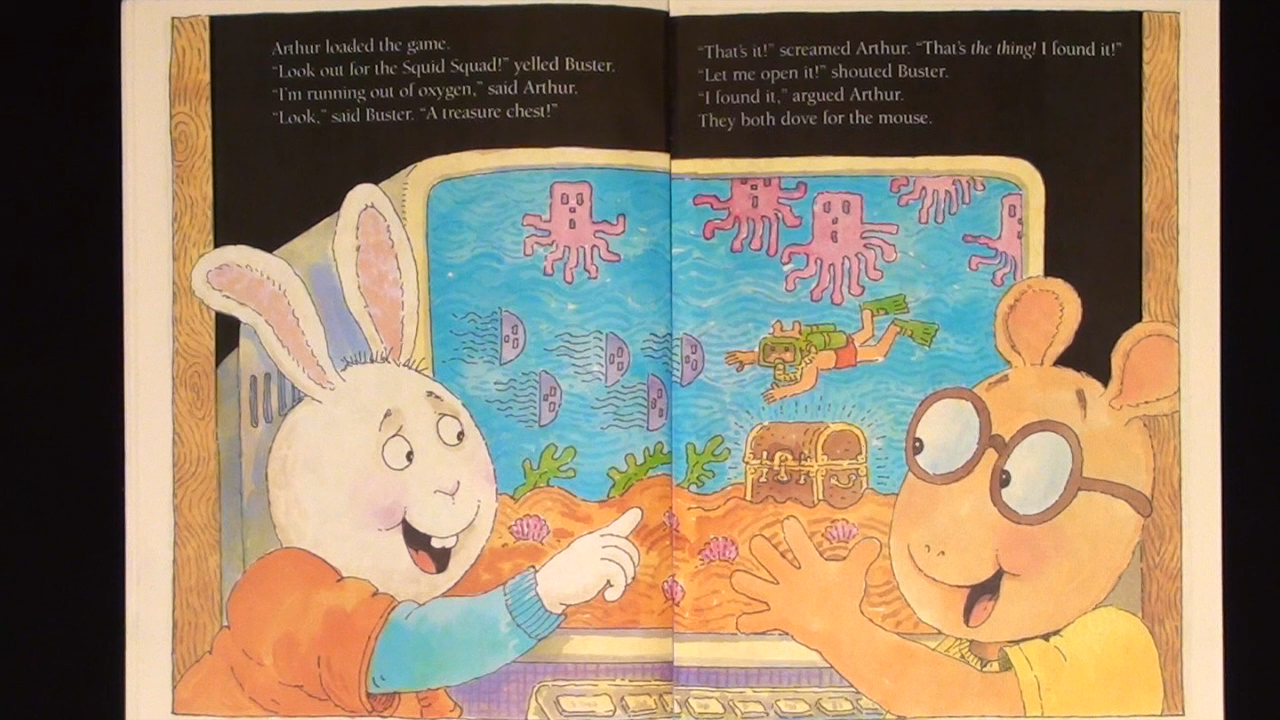 Arthur loaded the game.
"Look out for the Squid Squad!" yelled Buster.
"I'm running out of oxygen," said Arthur.
"Look," said Buster. "A treasure chest!"
"That's it!" screamed Arthur. "That's the thing! I found it!"
"Let me open it!" shouted Buster.
"I found it," argued Arthur.
They both dove for the mouse.